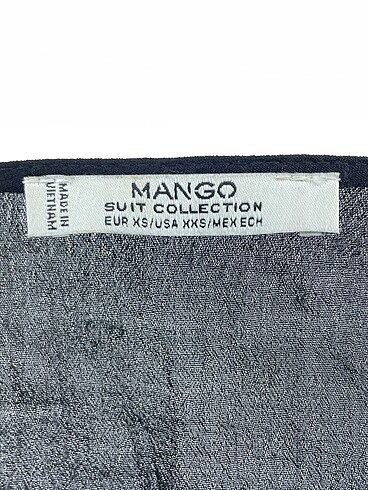 MANGO
SUIT COLLECTION
EUR XS/USA XXS/MEX ECH
MADE IN
VIETNAM